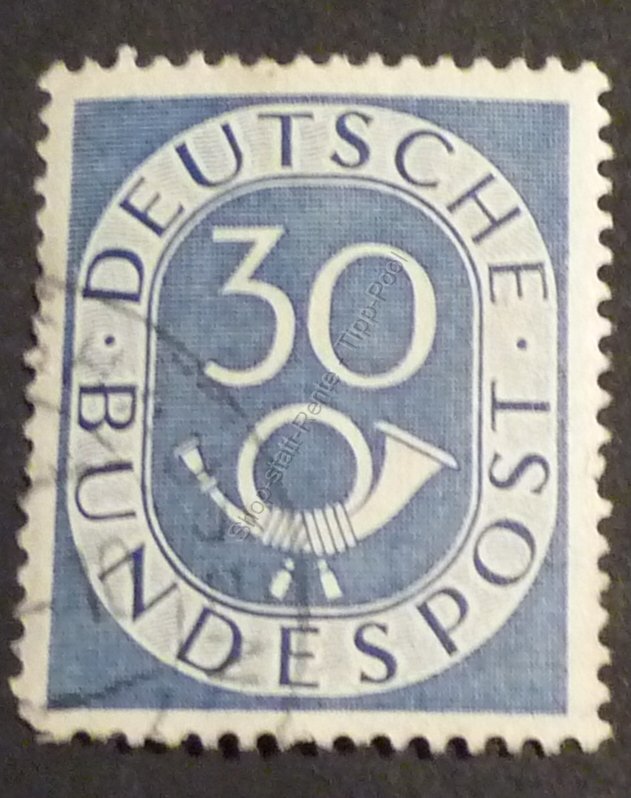 DEUTSCHE
30
· BUNDESPOST ·
Shop-statt-Rente - Tipp-Pool